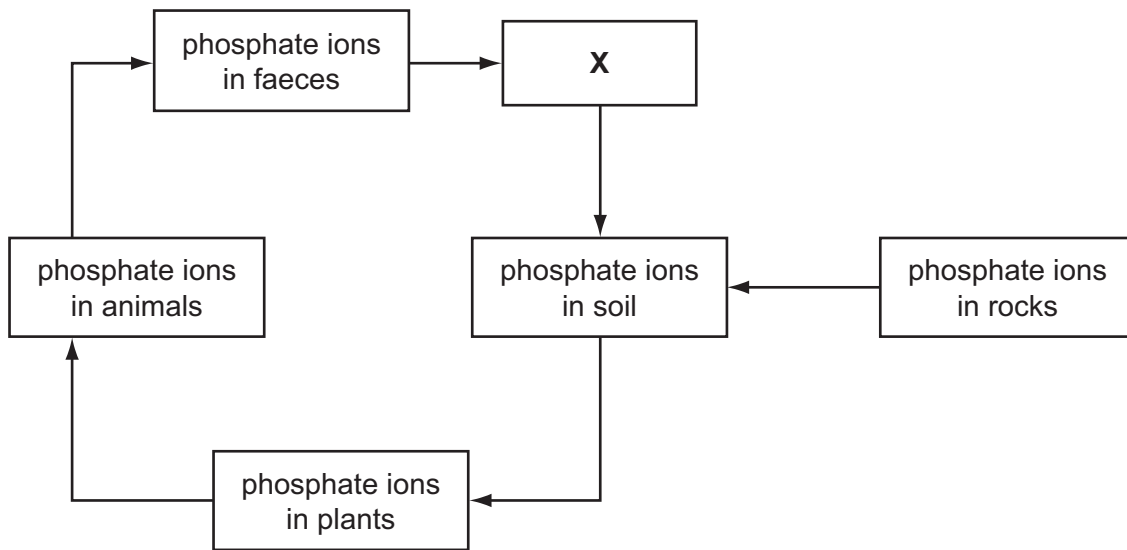 phosphate ions
in faeces
X
phosphate ions
in animals
phosphate ions
in soil
phosphate ions
in rocks
phosphate ions
in plants